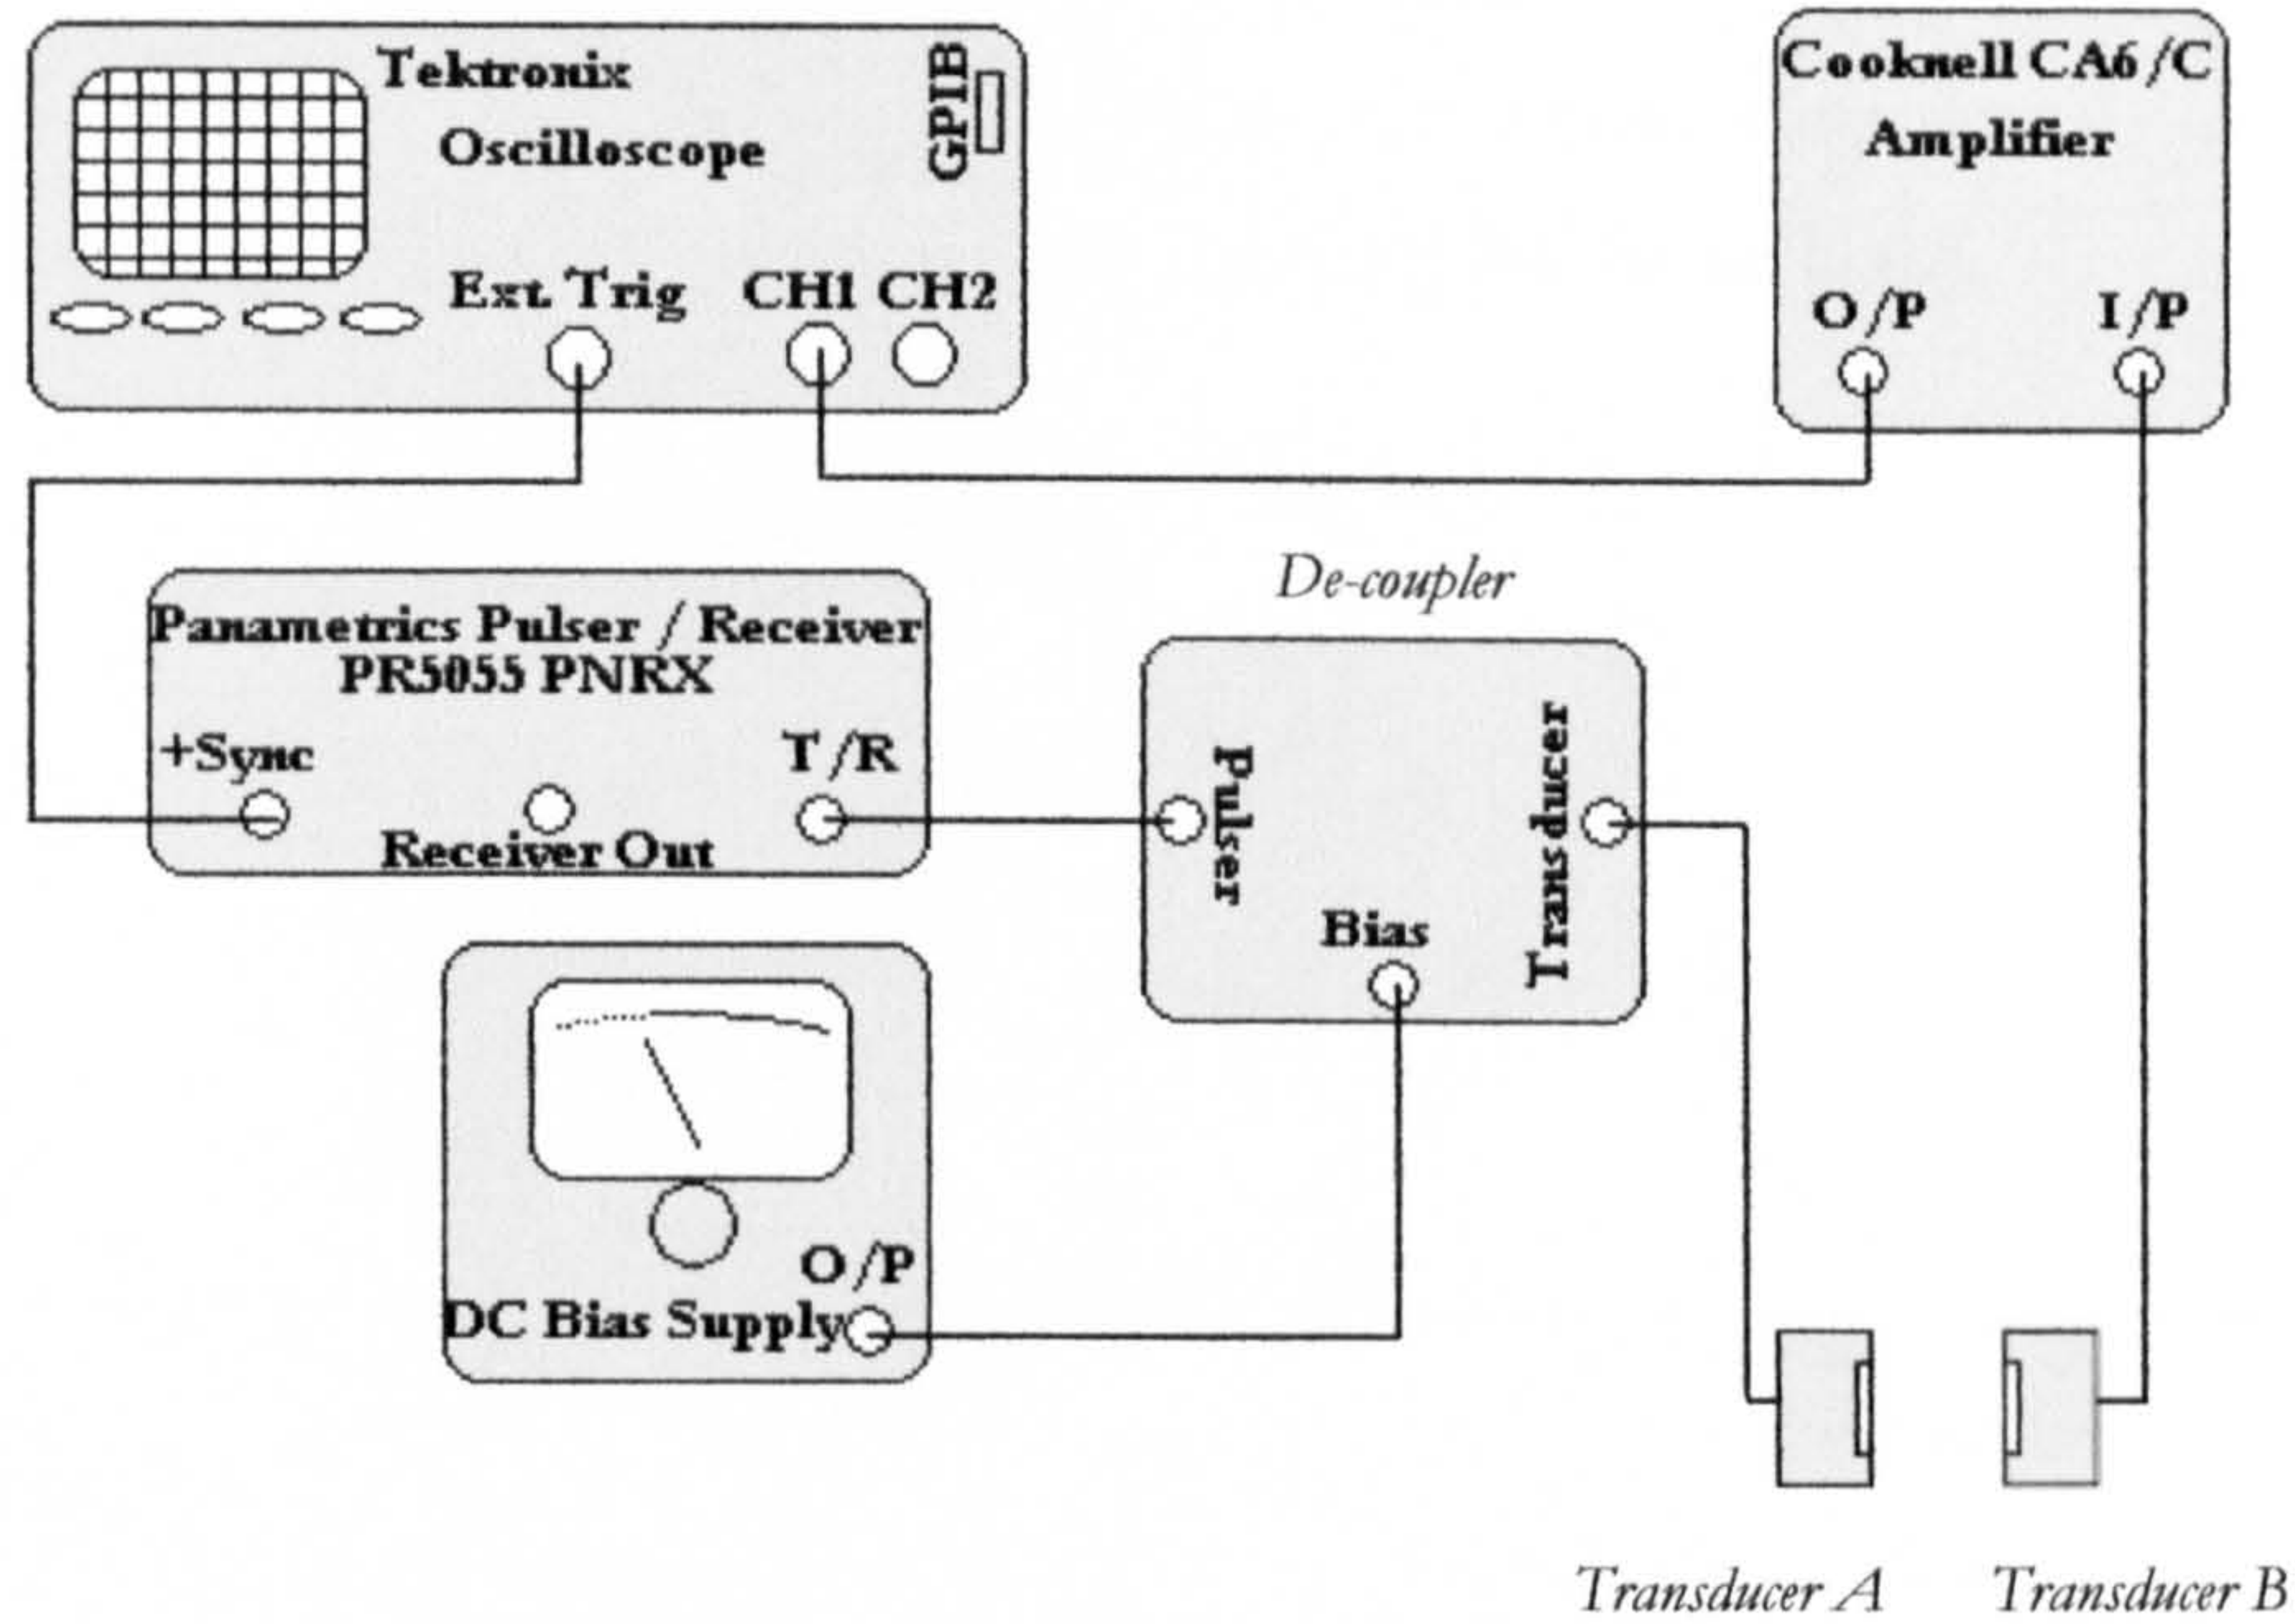 Tektronix
Oscilloscope
GPIB
Ext. Trig
CH1 CH2
Cooknell CA6/C
Amplifier
O/P
I/P
Panametrics Pulser / Receiver
PR5055 PNRX
+Sync
T/R
Receiver Out
De-coupler
Pulser
Transducer
Bias
O/P
DC Bias Supply
Transducer A
Transducer B